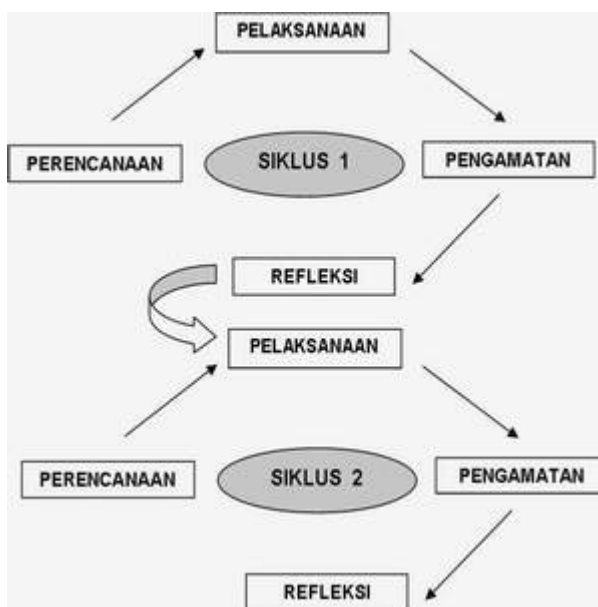 PELAKSANAAN
PERENCANAAN
SIKLUS 1
PENGAMATAN
REFLEKSI
PELAKSANAAN
PERENCANAAN
SIKLUS 2
PENGAMATAN
REFLEKSI